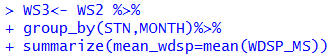 > WS3<- WS2 %>%
+ group_by(STN,MONTH)%>%
+ summarize(mean_wdsp=mean(WDSP_MS))